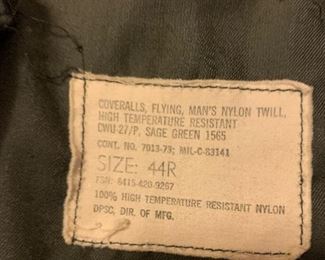 COVERALLS, FLYING, MAN'S NYLON TWILL,
HIGH TEMPERATURE RESISTANT
CWU-27/P, SAGE GREEN 1565
CONT. NO. 7013-73; MIL-C-83141
SIZE: 44R
FSN: 8415-420-9267
100% HIGH TEMPERATURE RESISTANT NYLON
DPSC, DIR. OF MFG.